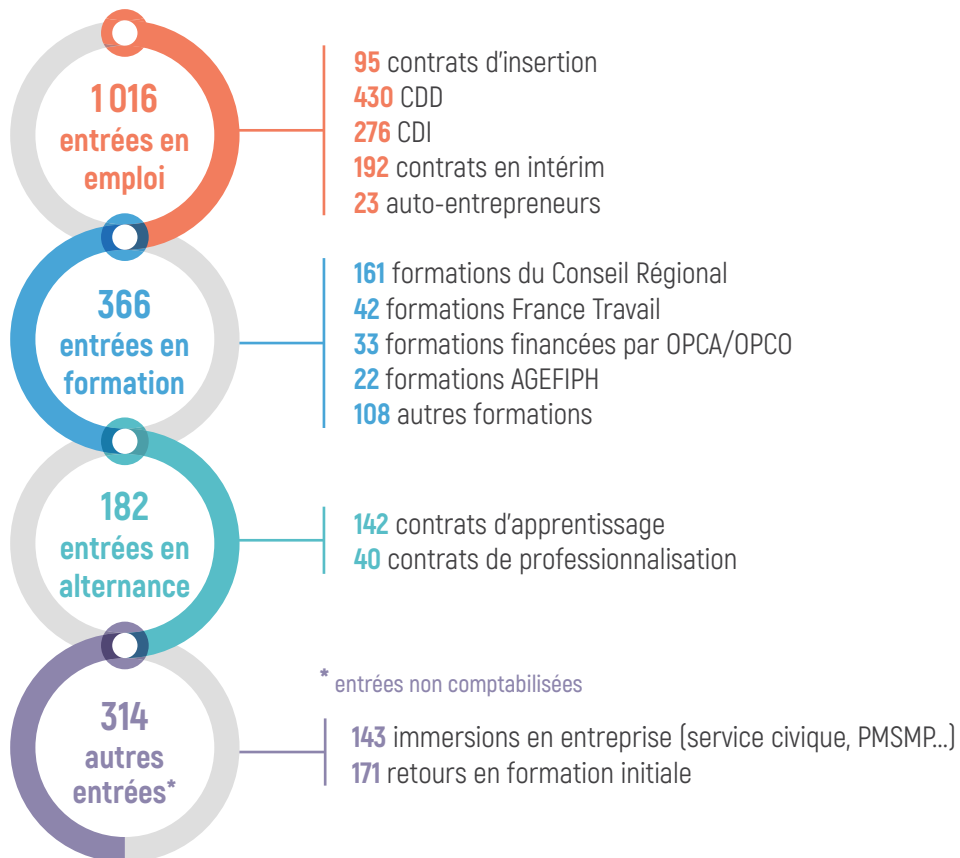 1 016
entrées en
emploi
95 contrats d'insertion
430 CDD
276 CDI
192 contrats en intérim
23 auto-entrepreneurs
366
entrées en
formation
161 formations du Conseil Régional
42 formations France Travail
33 formations financées par OPCA/OPCO
22 formations AGEFIPH
108 autres formations
182
entrées en
alternance
142 contrats d'apprentissage
40 contrats de professionnalisation
314
autres
entrées*
* entrées non comptabilisées
143 immersions en entreprise (service civique, PMSMP...)
171 retours en formation initiale